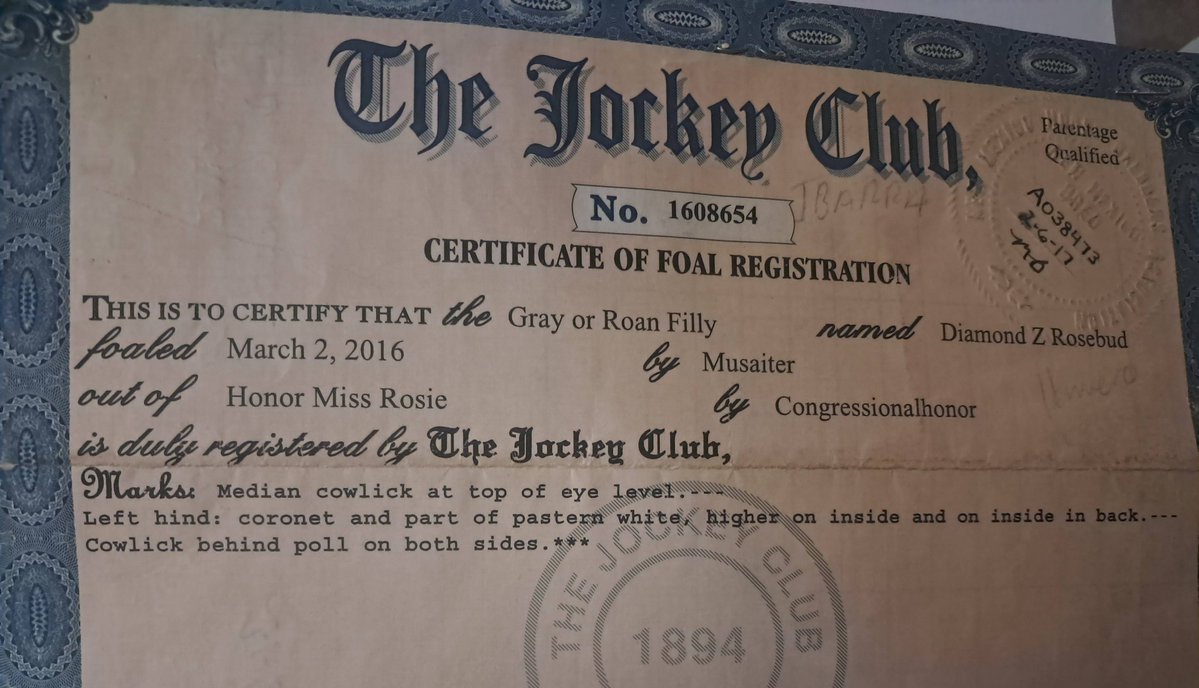 The Jockey Club,
Parentage
Qualified
No. 1608654
IBARRA
A038473
2-6-17
CERTIFICATE OF FOAL REGISTRATION
THIS IS TO CERTIFY THAT the Gray or Roan Filly named Diamond Z Rosebud
foaled March 2, 2016 by Musaiter
out of Honor Miss Rosie by Congressionalhonor
is duly registered by The Jockey Club,
Marks: Median cowlick at top of eye level.---
Left hind: coronet and part of pastern white, higher on inside and on inside in back.---
Cowlick behind poll on both sides.***
THE JOCKEY CLUB
1894